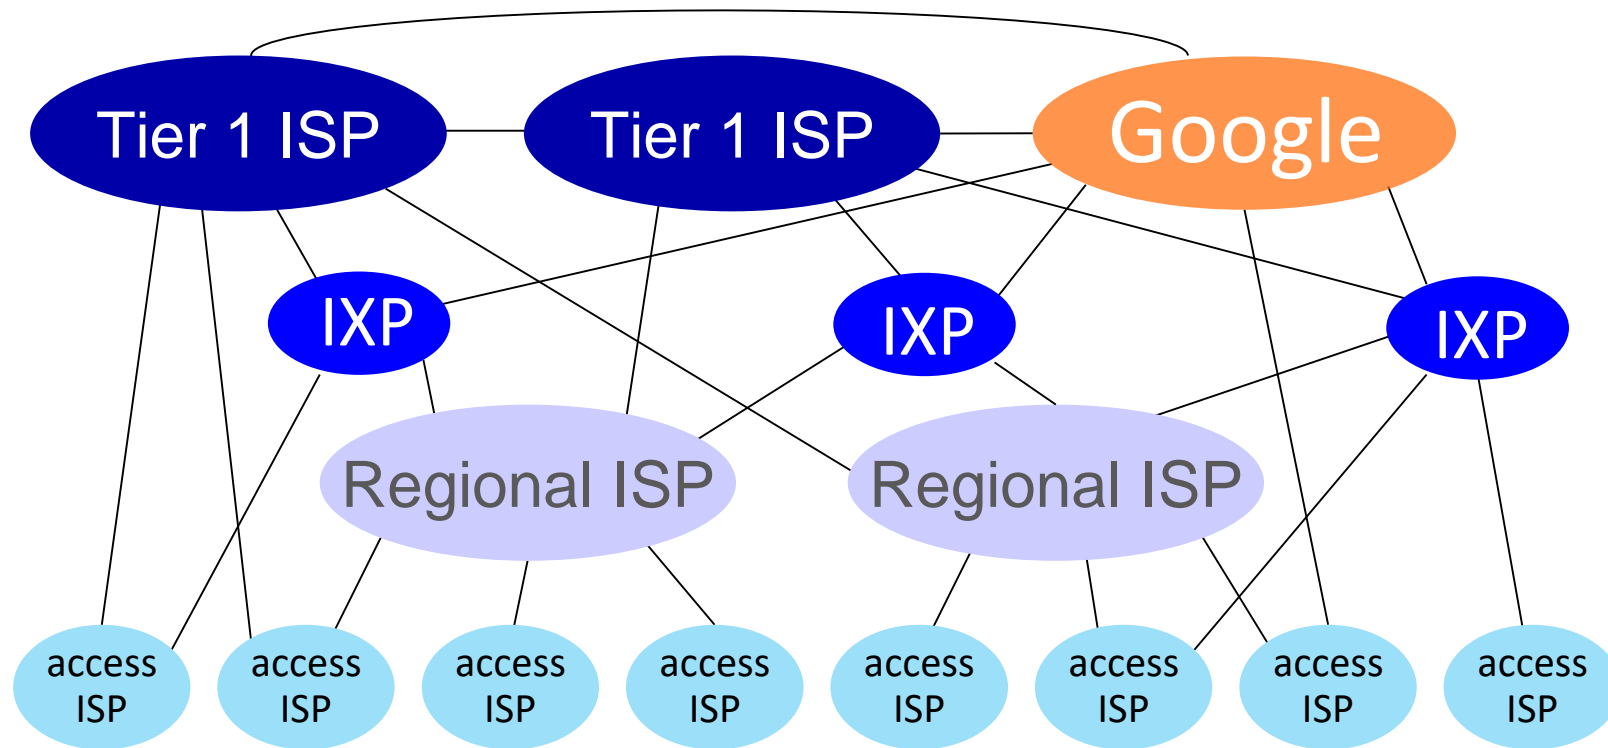 Tier 1 ISP
Tier 1 ISP
Google
IXP
IXP
IXP
Regional ISP
Regional ISP
access
ISP
access
ISP
access
ISP
access
ISP
access
ISP
access
ISP
access
ISP
access
ISP